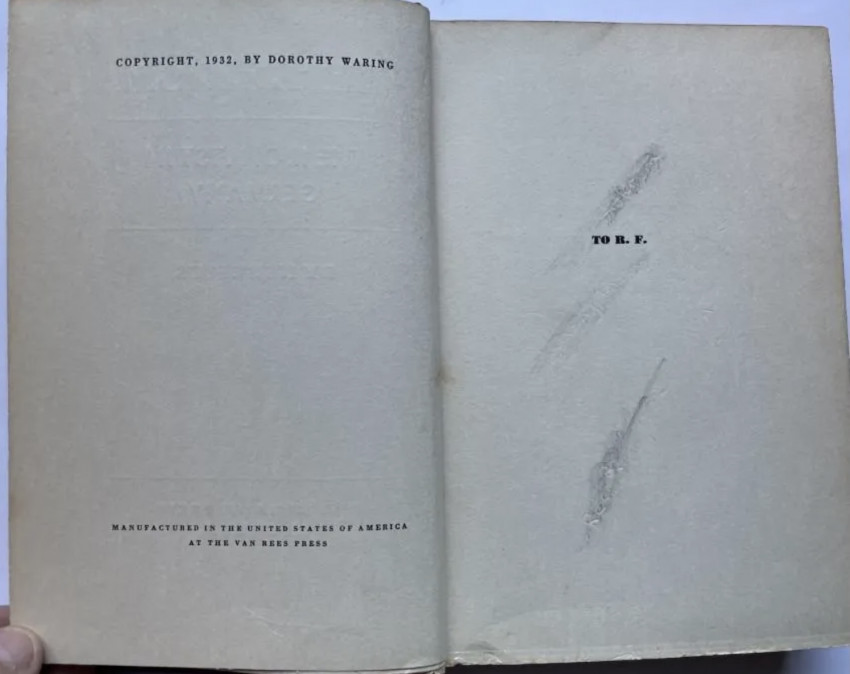 COPYRIGHT, 1932, BY DOROTHY WARING
MANUFACTURED IN THE UNITED STATES OF AMERICA
AT THE VAN REES PRESS
TO R. F.